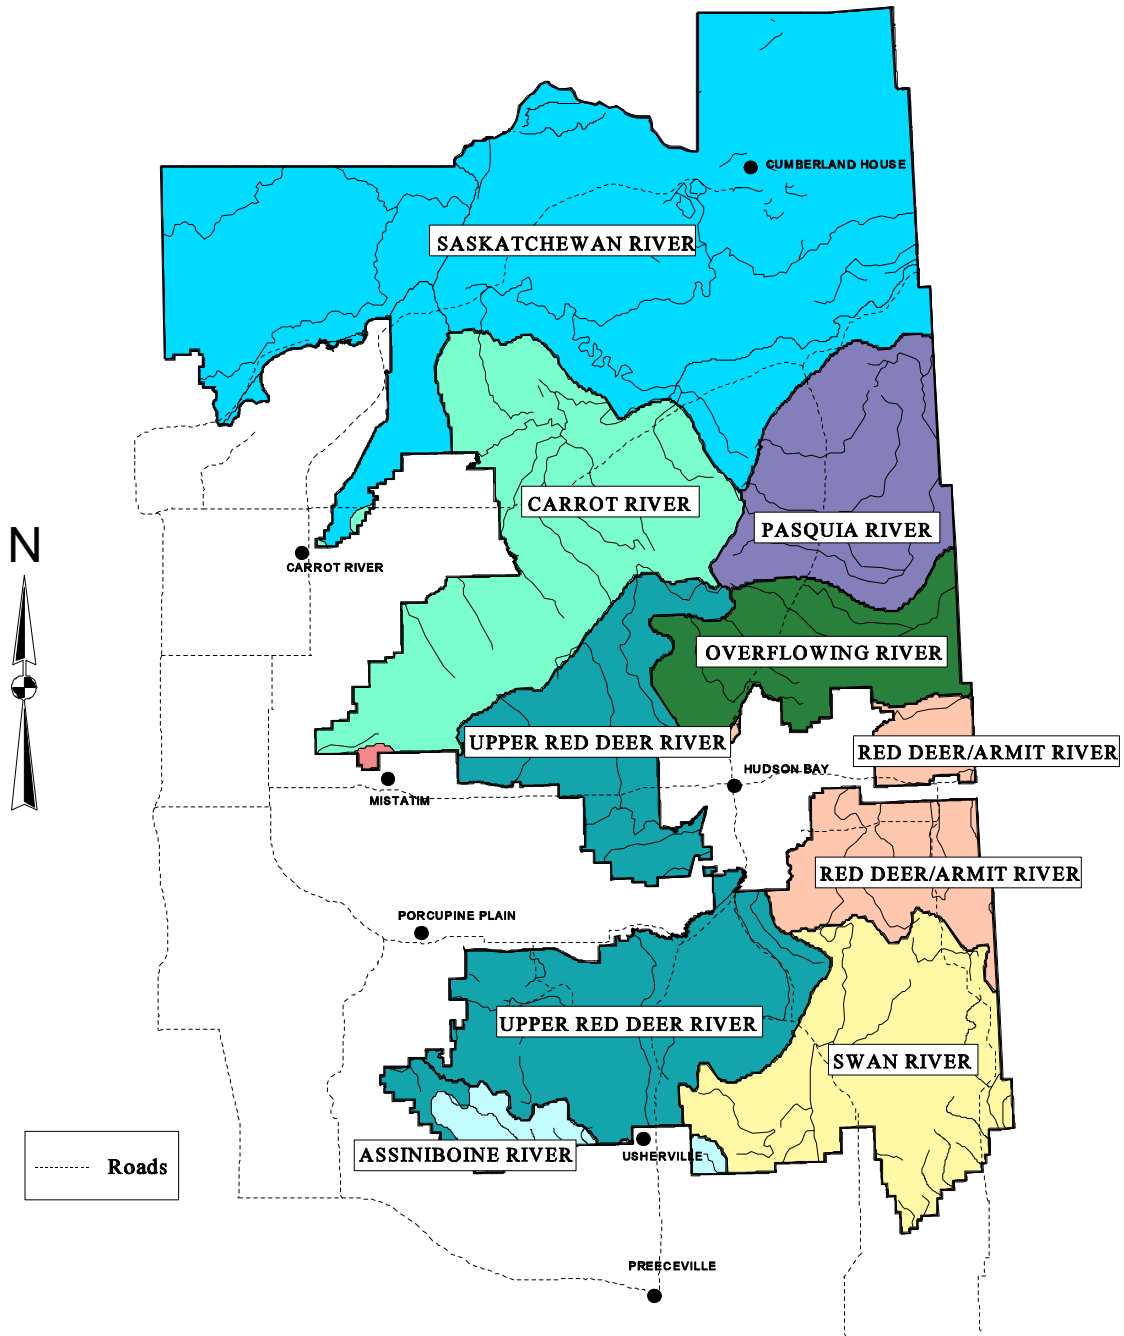 CUMBERLAND HOUSE
SASKATCHEWAN RIVER
CARROT RIVER
PASQUIA RIVER
N
CARROT RIVER
OVERFLOWING RIVER
UPPER RED DEER RIVER
RED DEER/ARMIT RIVER
HUDSON BAY
MISTATIM
RED DEER/ARMIT RIVER
PORCUPINE PLAIN
UPPER RED DEER RIVER
SWAN RIVER
ASSINIBOINE RIVER
USHERVILLE
Roads
PREECEVILLE